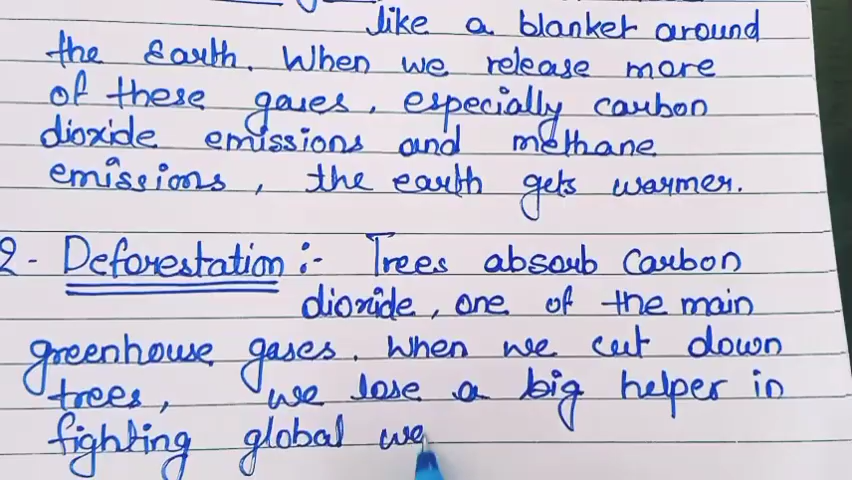 like a blanket around
the Earth. When we release more
of these gases, especially carbon
dioxide emissions and methane
emissions, the earth gets warmer.
2- Deforestation :- Trees absorb carbon
dioxide, one of the main
greenhouse gases. When we cut down
trees, we lose a big helper in
fighting global